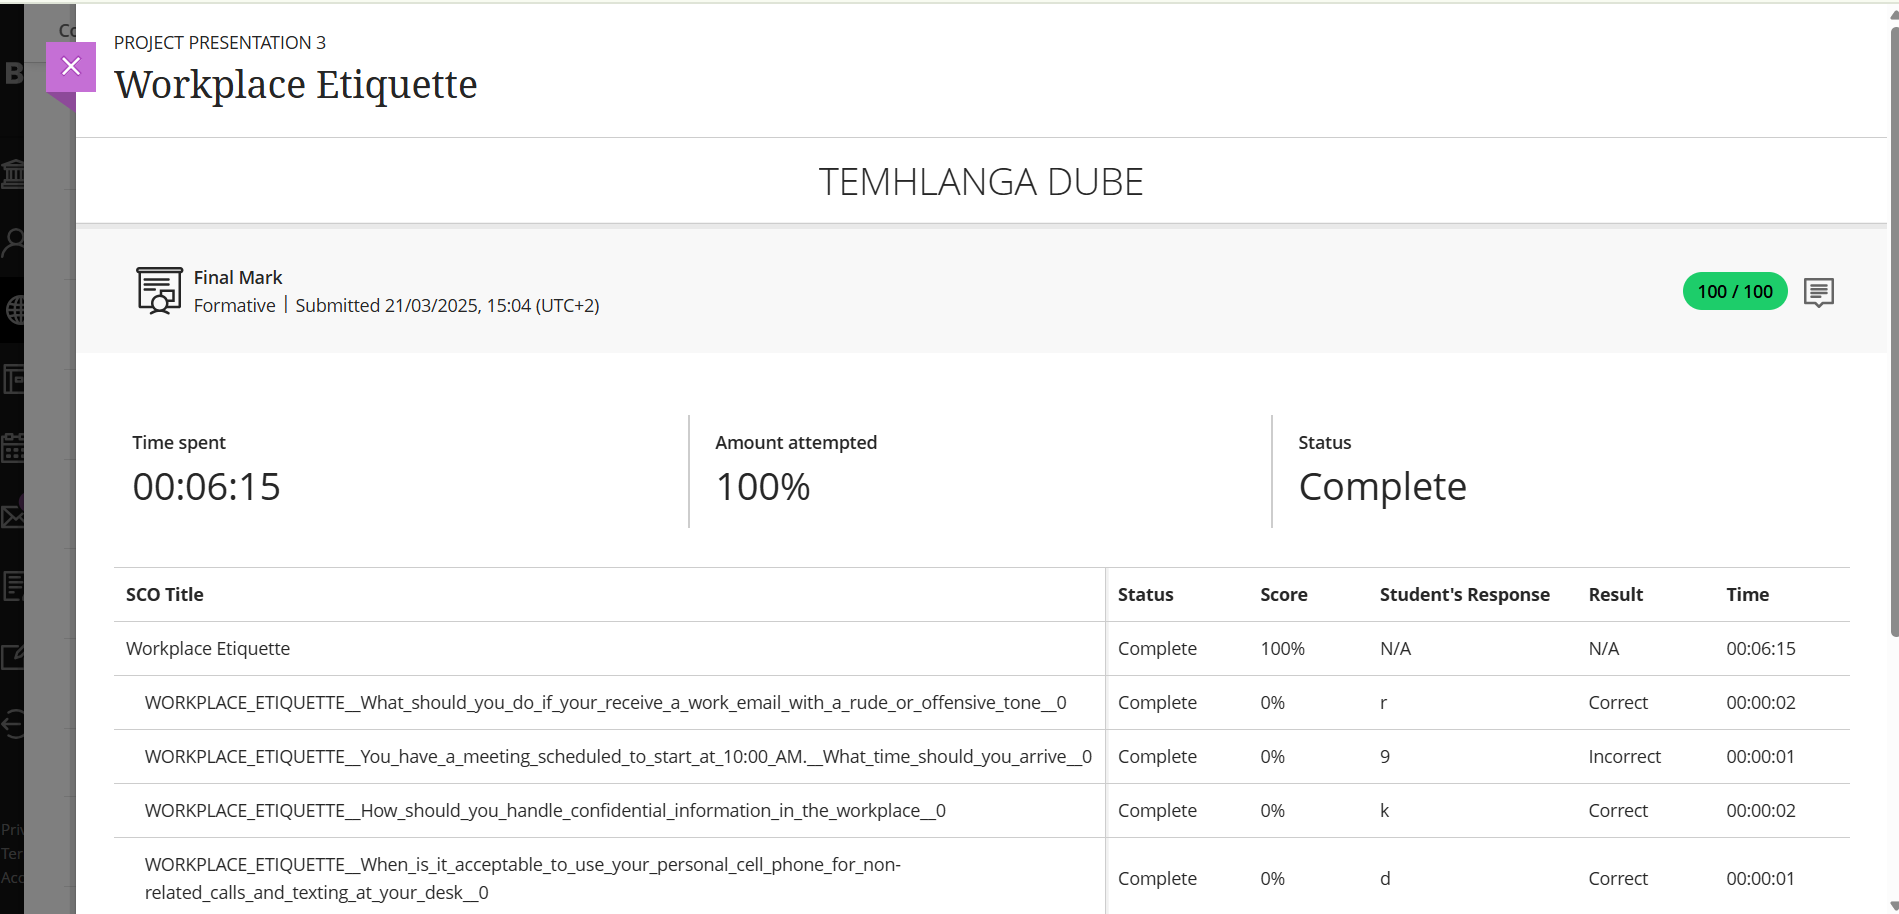 Co
B
PROJECT PRESENTATION 3
Workplace Etiquette
TEMHLANGA DUBE
Final Mark
Formative | Submitted 21/03/2025, 15:04 (UTC+2)
100 / 100
Time spent
00:06:15
Amount attempted
100%
Status
Complete
SCO Title Status Score Student's Response Result Time
Workplace Etiquette Complete 100% N/A N/A 00:06:15
WORKPLACE_ETIQUETTE__What_should_you_do_if_your_receive_a_work_email_with_a_rude_or_offensive_tone__0 Complete 0% r Correct 00:00:02
WORKPLACE_ETIQUETTE__You_have_a_meeting_scheduled_to_start_at_10:00_AM.__What_time_should_you_arrive__0 Complete 0% 9 Incorrect 00:00:01
WORKPLACE_ETIQUETTE__How_should_you_handle_confidential_information_in_the_workplace__0 Complete 0% k Correct 00:00:02
WORKPLACE_ETIQUETTE__When_is_it_acceptable_to_use_your_personal_cell_phone_for_non-
related_calls_and_texting_at_your_desk__0 Complete 0% d Correct 00:00:01
Priv
Ter
Acc